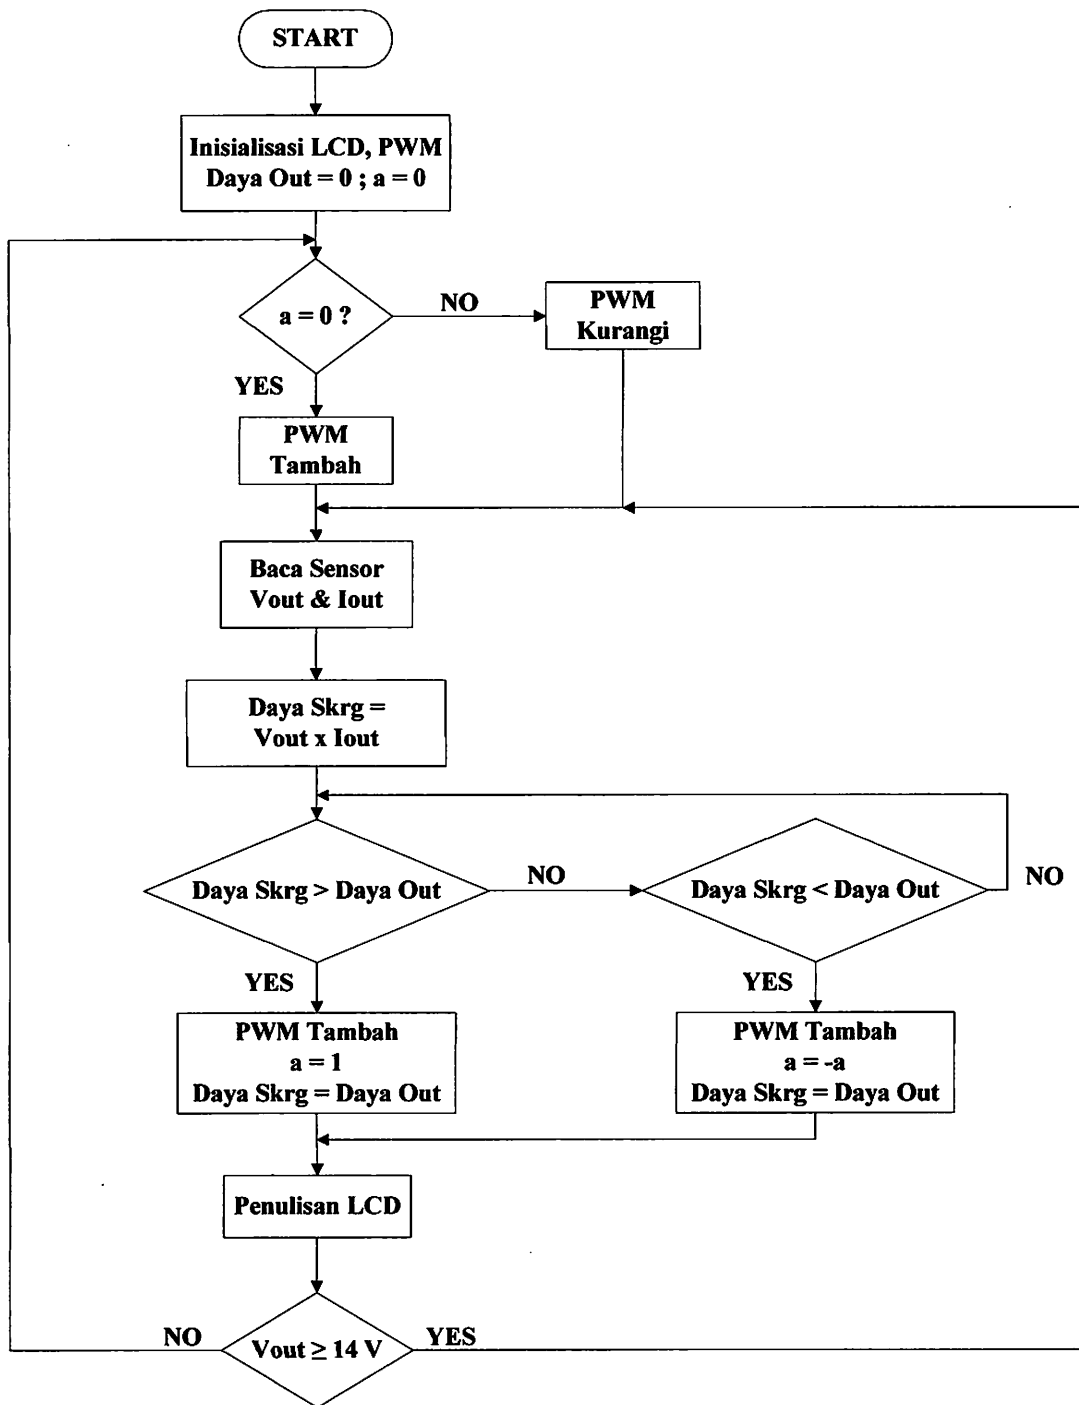 START
Inisialisasi LCD, PWM
Daya Out = 0 ; a = 0
a = 0 ?
NO
PWM
Kurangi
YES
PWM
Tambah
Baca Sensor
Vout & Iout
Daya Skrg =
Vout x Iout
Daya Skrg > Daya Out
NO
Daya Skrg < Daya Out
NO
YES
YES
PWM Tambah
a = 1
Daya Skrg = Daya Out
PWM Tambah
a = -a
Daya Skrg = Daya Out
Penulisan LCD
NO
Vout ≥ 14 V
YES